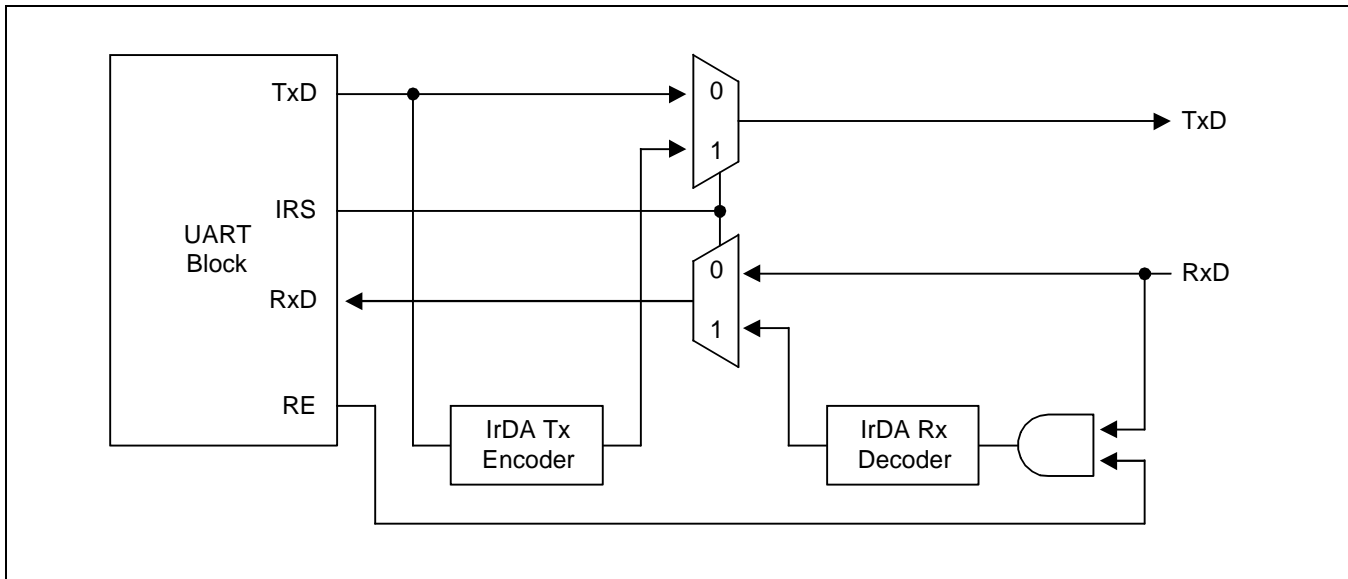 TxD
0
TxD
1
IRS
UART
Block
0
RxD
RxD
1
RE
IrDA Tx
Encoder
IrDA Rx
Decoder